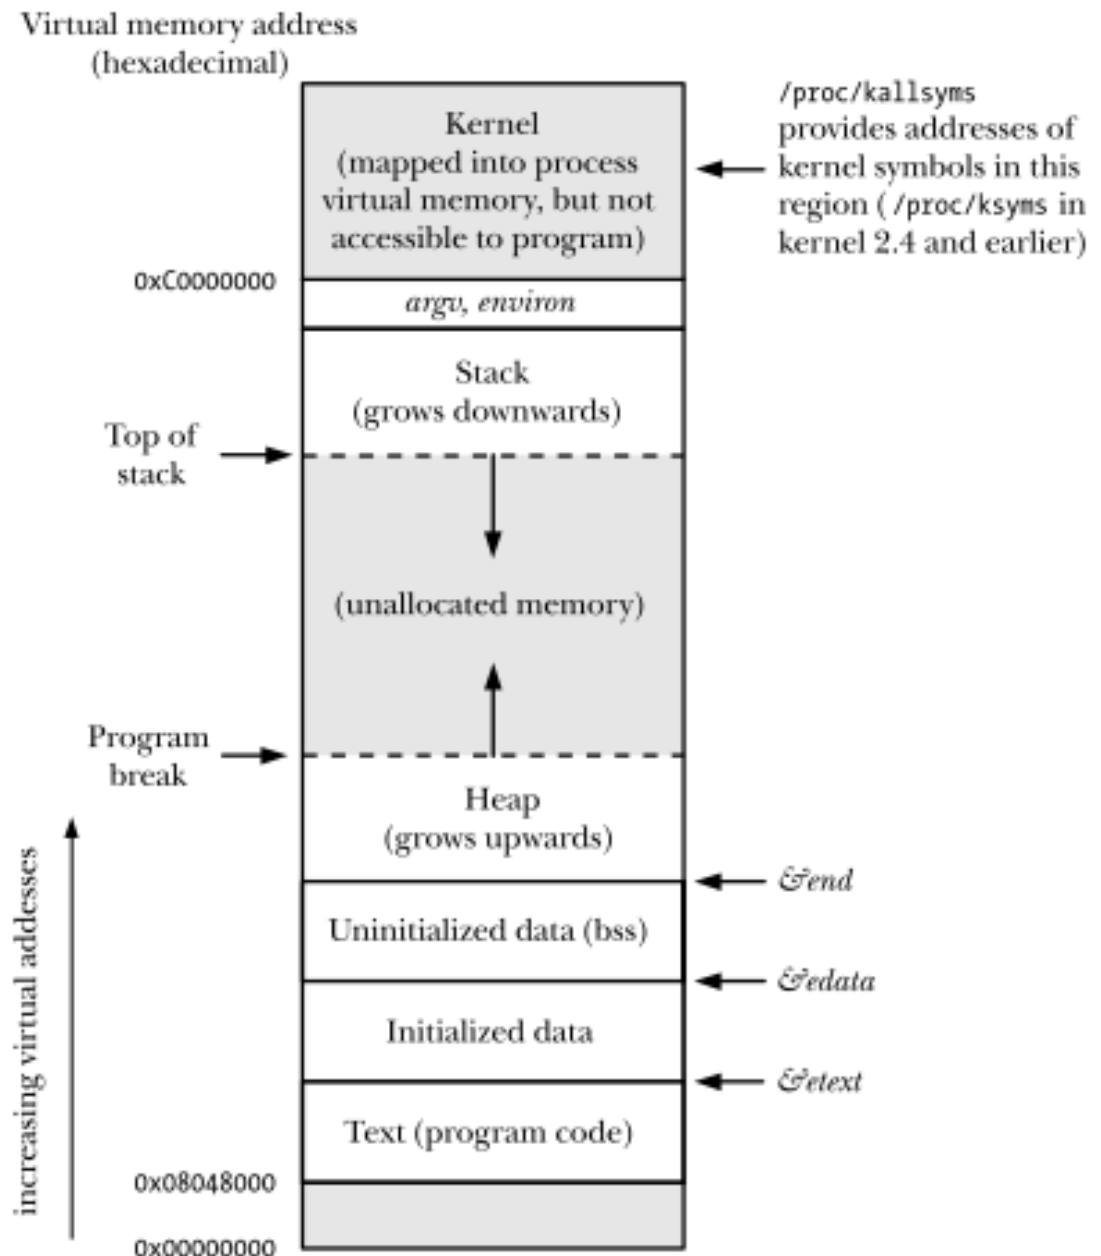 Virtual memory address
(hexadecimal)
Kernel
(mapped into process
virtual memory, but not
accessible to program)
/proc/kallsyms
provides addresses of
kernel symbols in this
region ( /proc/ksyms in
kernel 2.4 and earlier)
0xC0000000
argv, environ
Stack
(grows downwards)
Top of
stack
(unallocated memory)
Program
break
Heap
(grows upwards)
&end
Uninitialized data (bss)
&edata
Initialized data
&etext
Text (program code)
0x08048000
0x00000000
increasing virtual addesses